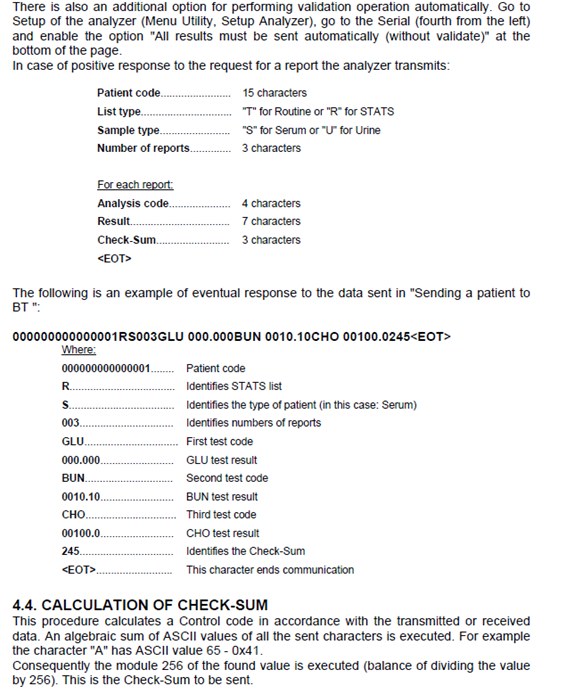 There is also an additional option for performing validation operation automatically. Go to
Setup of the analyzer (Menu Utility, Setup Analyzer), go to the Serial (fourth from the left)
and enable the option "All results must be sent automatically (without validate)" at the
bottom of the page.
In case of positive response to the request for a report the analyzer transmits:
Patient code........................ 15 characters
List type............................... "T" for Routine or "R" for STATS
Sample type........................ "S" for Serum or "U" for Urine
Number of reports.............. 3 characters
For each report:
Analysis code..................... 4 characters
Result.................................. 7 characters
Check-Sum......................... 3 characters
<EOT>
The following is an example of eventual response to the data sent in "Sending a patient to
BT ":
000000000000001RS003GLU 000.000BUN 0010.10CHO 00100.0245<EOT>
Where:
000000000000001........ Patient code
R.................................... Identifies STATS list
S.................................... Identifies the type of patient (in this case: Serum)
003................................ Identifies numbers of reports
GLU................................ First test code
000.000......................... GLU test result
BUN.............................. Second test code
0010.10......................... BUN test result
CHO............................... Third test code
00100.0......................... CHO test result
245................................ Identifies the Check-Sum
<EOT>.......................... This character ends communication
4.4. CALCULATION OF CHECK-SUM
This procedure calculates a Control code in accordance with the transmitted or received
data. An algebraic sum of ASCII values of all the sent characters is executed. For example
the character "A" has ASCII value 65 - 0x41.
Consequently the module 256 of the found value is executed (balance of dividing the value
by 256). This is the Check-Sum to be sent.